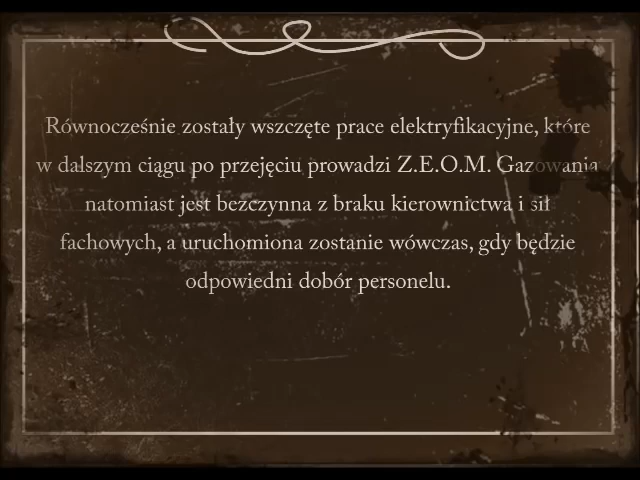 Równocześnie zostały wszczęte prace elektryfikacyjne, które
w dalszym ciągu po przejęciu prowadzi Z.E.O.M. Gazowania
natomiast jest bezczynna z braku kierownictwa i sił
fachowych, a uruchomiona zostanie wówczas, gdy będzie
odpowiedni dobór personelu.